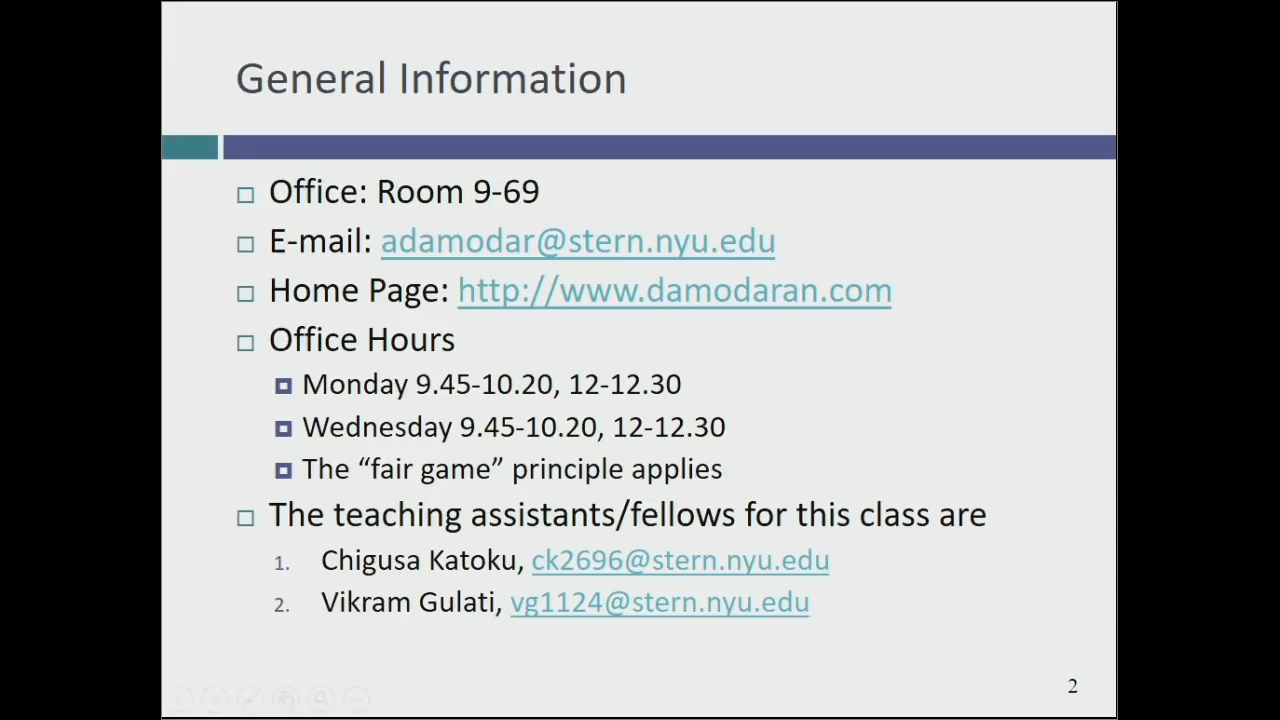 General Information
Office: Room 9-69
E-mail: adamodar@stern.nyu.edu
Home Page: http://www.damodaran.com
Office Hours
Monday 9.45-10.20, 12-12.30
Wednesday 9.45-10.20, 12-12.30
The “fair game” principle applies
The teaching assistants/fellows for this class are
1. Chigusa Katoku, ck2696@stern.nyu.edu
2. Vikram Gulati, vg1124@stern.nyu.edu
2